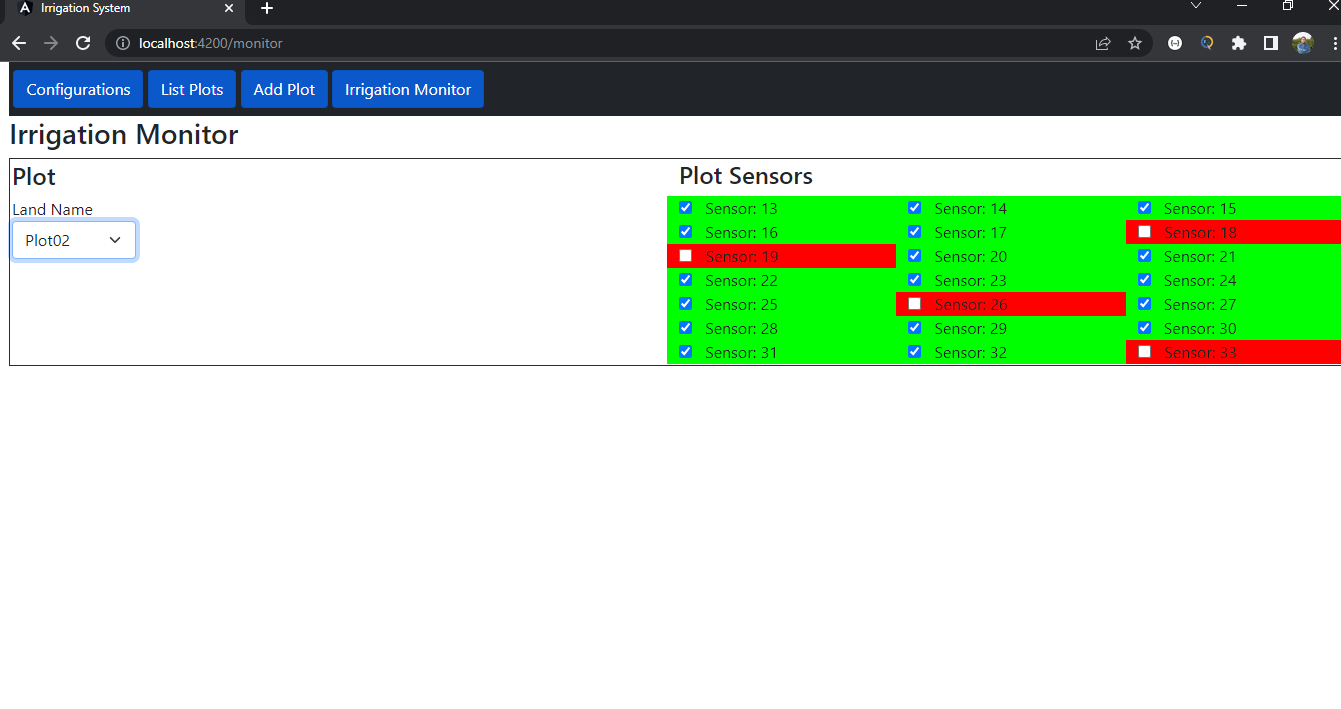 Irrigation System
localhost:4200/monitor
Configurations List Plots Add Plot Irrigation Monitor
Irrigation Monitor
Plot
Land Name
Plot02
Plot Sensors
Sensor: 13 Sensor: 14 Sensor: 15
Sensor: 16 Sensor: 17 Sensor: 18
Sensor: 19 Sensor: 20 Sensor: 21
Sensor: 22 Sensor: 23 Sensor: 24
Sensor: 25 Sensor: 26 Sensor: 27
Sensor: 28 Sensor: 29 Sensor: 30
Sensor: 31 Sensor: 32 Sensor: 33